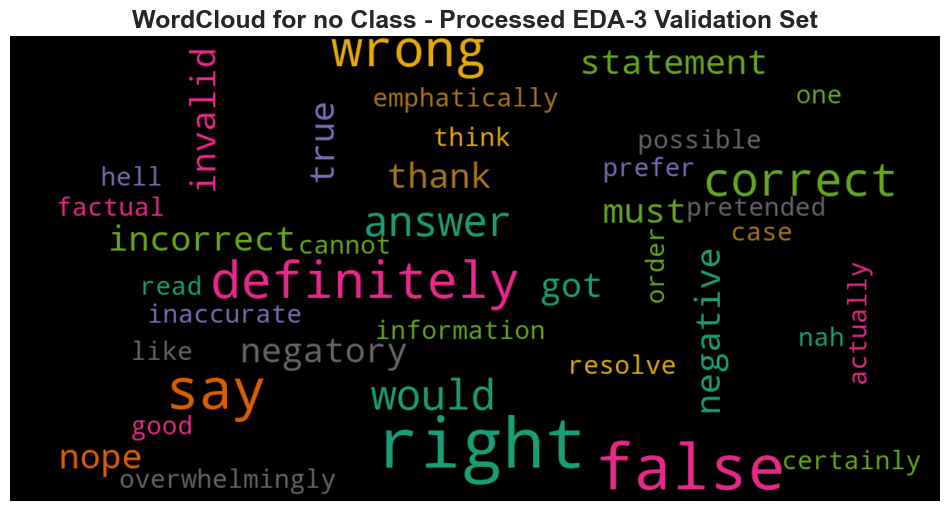 WordCloud for no Class - Processed EDA-3 Validation Set
wrong
statement
invalid
emphatically
one
true
think
possible
hell
thank
prefer
correct
factual
answer
must
pretended
incorrect
cannot
case
order
read
definitely
got
negative
actually
inaccurate
information
nah
like
negatory
resolve
say
would
good
right
nope
false
certainly
overwhelmingly